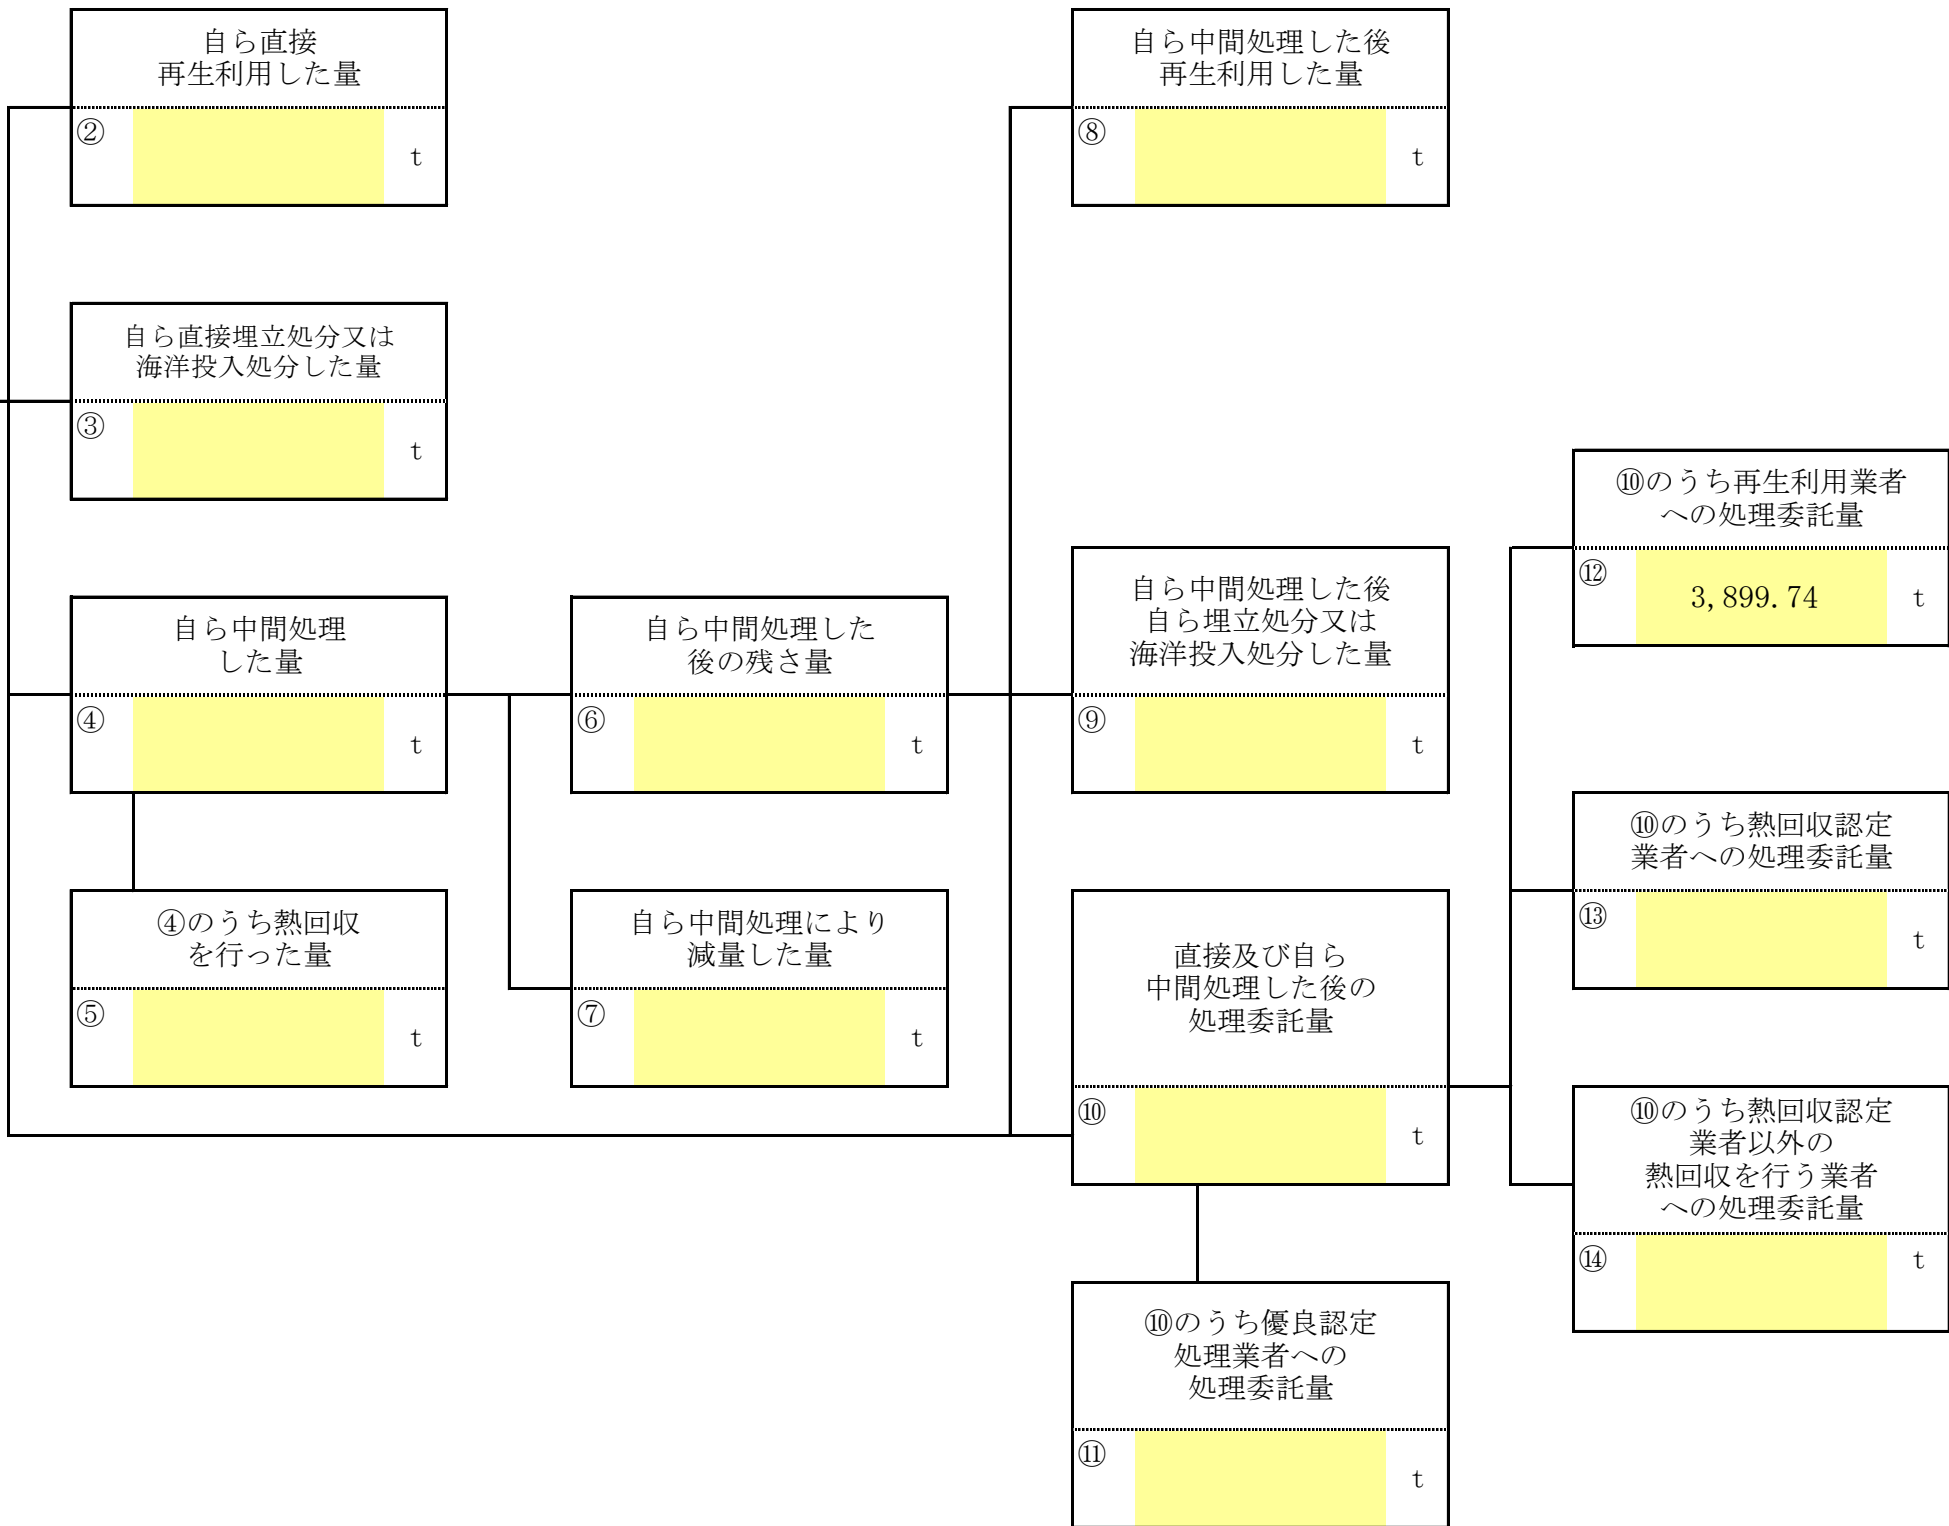 自ら直接
再生利用した量
②
t
自ら中間処理した後
再生利用した量
⑧
t
自ら直接埋立処分又は
海洋投入処分した量
③
t
⑩のうち再生利用業者
への処理委託量
⑫
3,899.74
t
自ら中間処理
した量
④
t
自ら中間処理した
後の残さ量
⑥
t
自ら中間処理した後
自ら埋立処分又は
海洋投入処分した量
⑨
t
⑩のうち熱回収認定
業者への処理委託量
⑬
t
④のうち熱回収
を行った量
⑤
t
自ら中間処理により
減量した量
⑦
t
直接及び自ら
中間処理した後の
処理委託量
⑩
t
⑩のうち熱回収認定
業者以外の
熱回収を行う業者
への処理委託量
⑭
t
⑩のうち優良認定
処理業者への
処理委託量
⑪
t